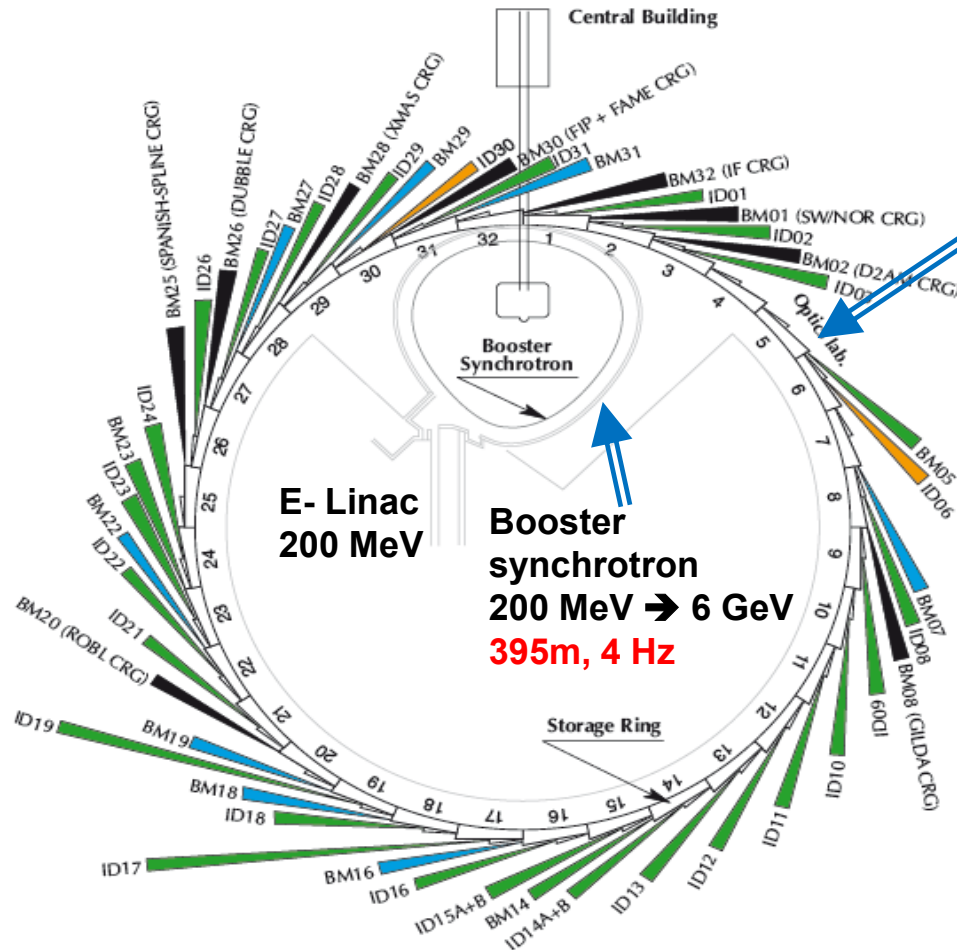 Central Building
BM25 (SPANISH-SPLINE CRG)
ID26
BM26 (DUBBLE CRG)
ID27
BM27
ID28
BM28 (XMAS CRG)
ID29
BM29
ID30
BM30 (FIP + FAME CRG)
ID31
BM31
BM32 (IF CRG)
ID01
BM01 (SW/NOR CRG)
ID02
BM02 (D2AM CRG)
ID03
Optics lab.
BM05
ID06
BM07
ID08
BM08 (GILDA CRG)
ID09
ID10
ID11
ID12
ID13
ID14A+B
BM14
ID15A+B
ID16
BM16
ID17
ID18
BM18
BM19
ID19
BM20 (ROBL CRG)
ID21
ID22
BM22
ID23
BM23
ID24
1
2
3
4
5
6
7
8
9
10
11
12
13
14
15
16
17
18
19
20
21
22
23
24
25
26
27
28
29
30
31
32
Booster
Synchrotron
E- Linac
200 MeV
Booster
synchrotron
200 MeV ➔ 6 GeV
395m, 4 Hz
Storage Ring